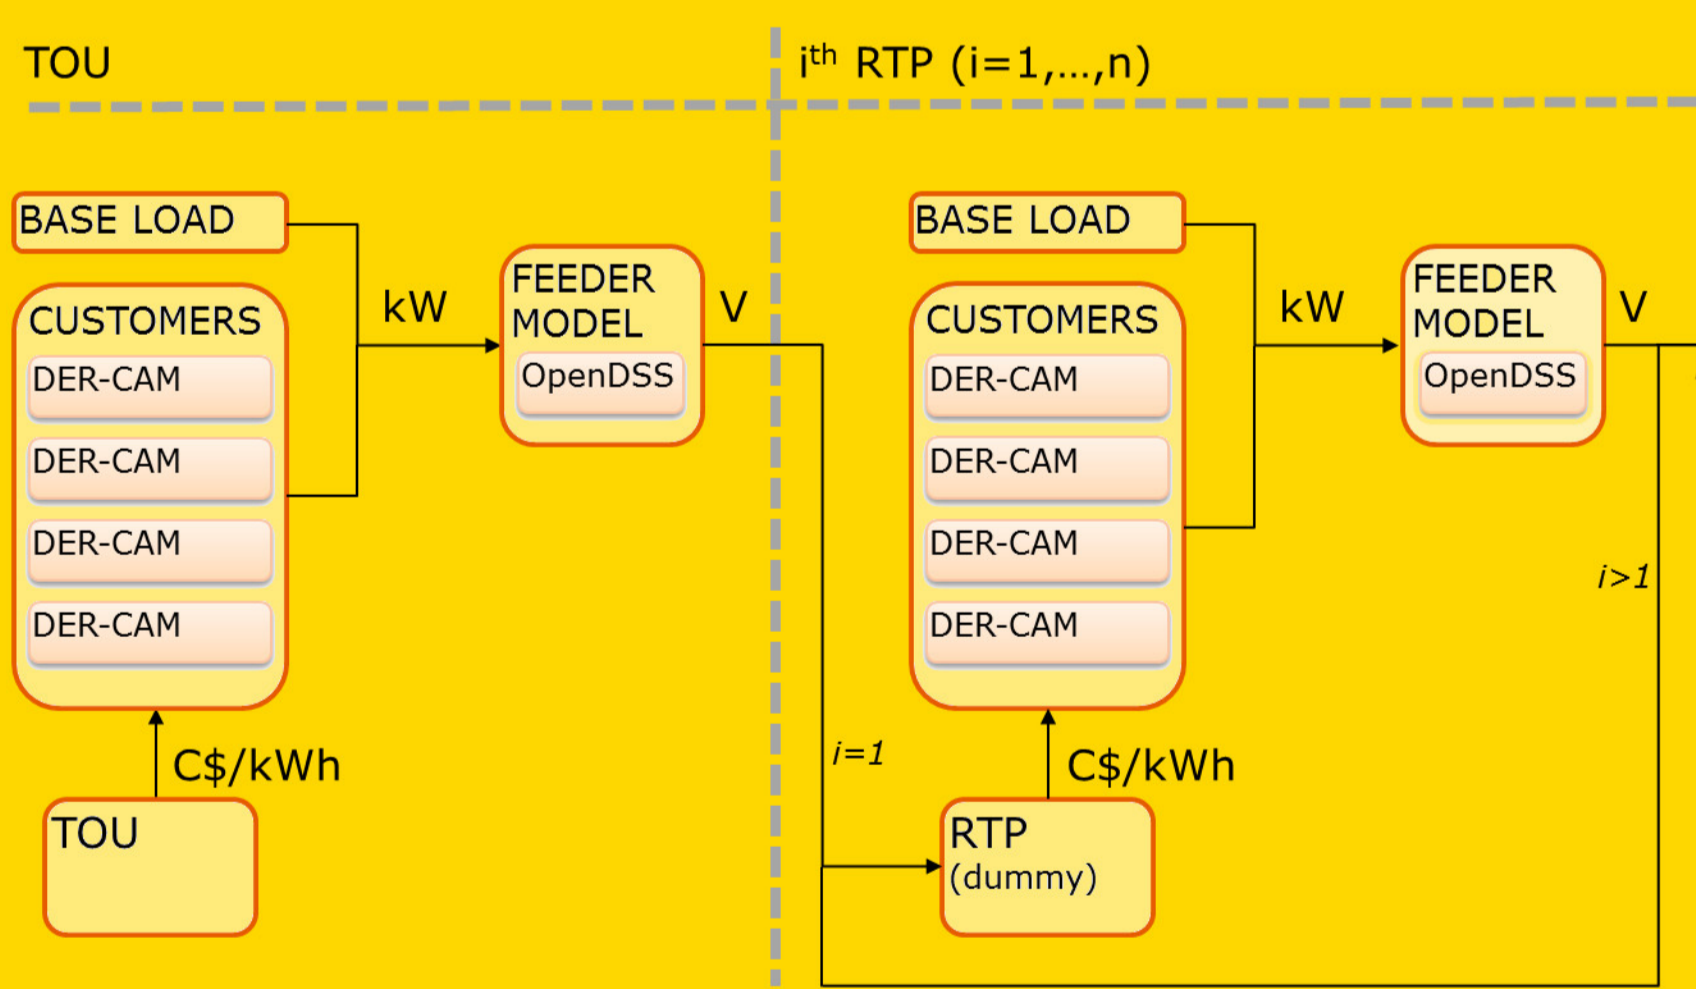 TOU
iᵗʰ RTP (i=1,...,n)
BASE LOAD
CUSTOMERS
DER-CAM
DER-CAM
DER-CAM
DER-CAM
kW
FEEDER
MODEL
OpenDSS
V
C$/kWh
TOU
BASE LOAD
CUSTOMERS
DER-CAM
DER-CAM
DER-CAM
DER-CAM
kW
FEEDER
MODEL
OpenDSS
V
i>1
i=1
C$/kWh
RTP
(dummy)